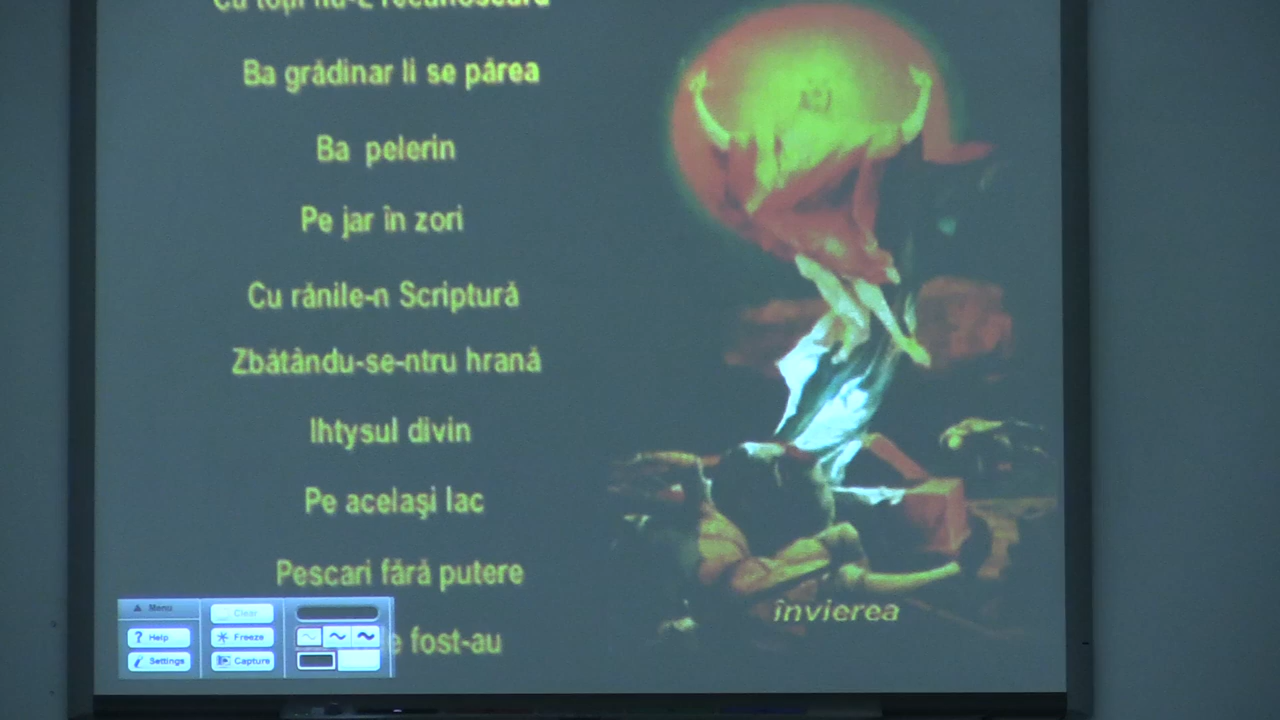 Ba grădinar li se părea
Ba pelerin
Pe jar în zori
Cu rănile-n Scriptură
Zbătându-se-ntru hrană
Ihtysul divin
Pe acelaşi lac
Pescari fără putere
fost-au
învierea
Menu
Help
Settings
Clear
Freeze
Capture